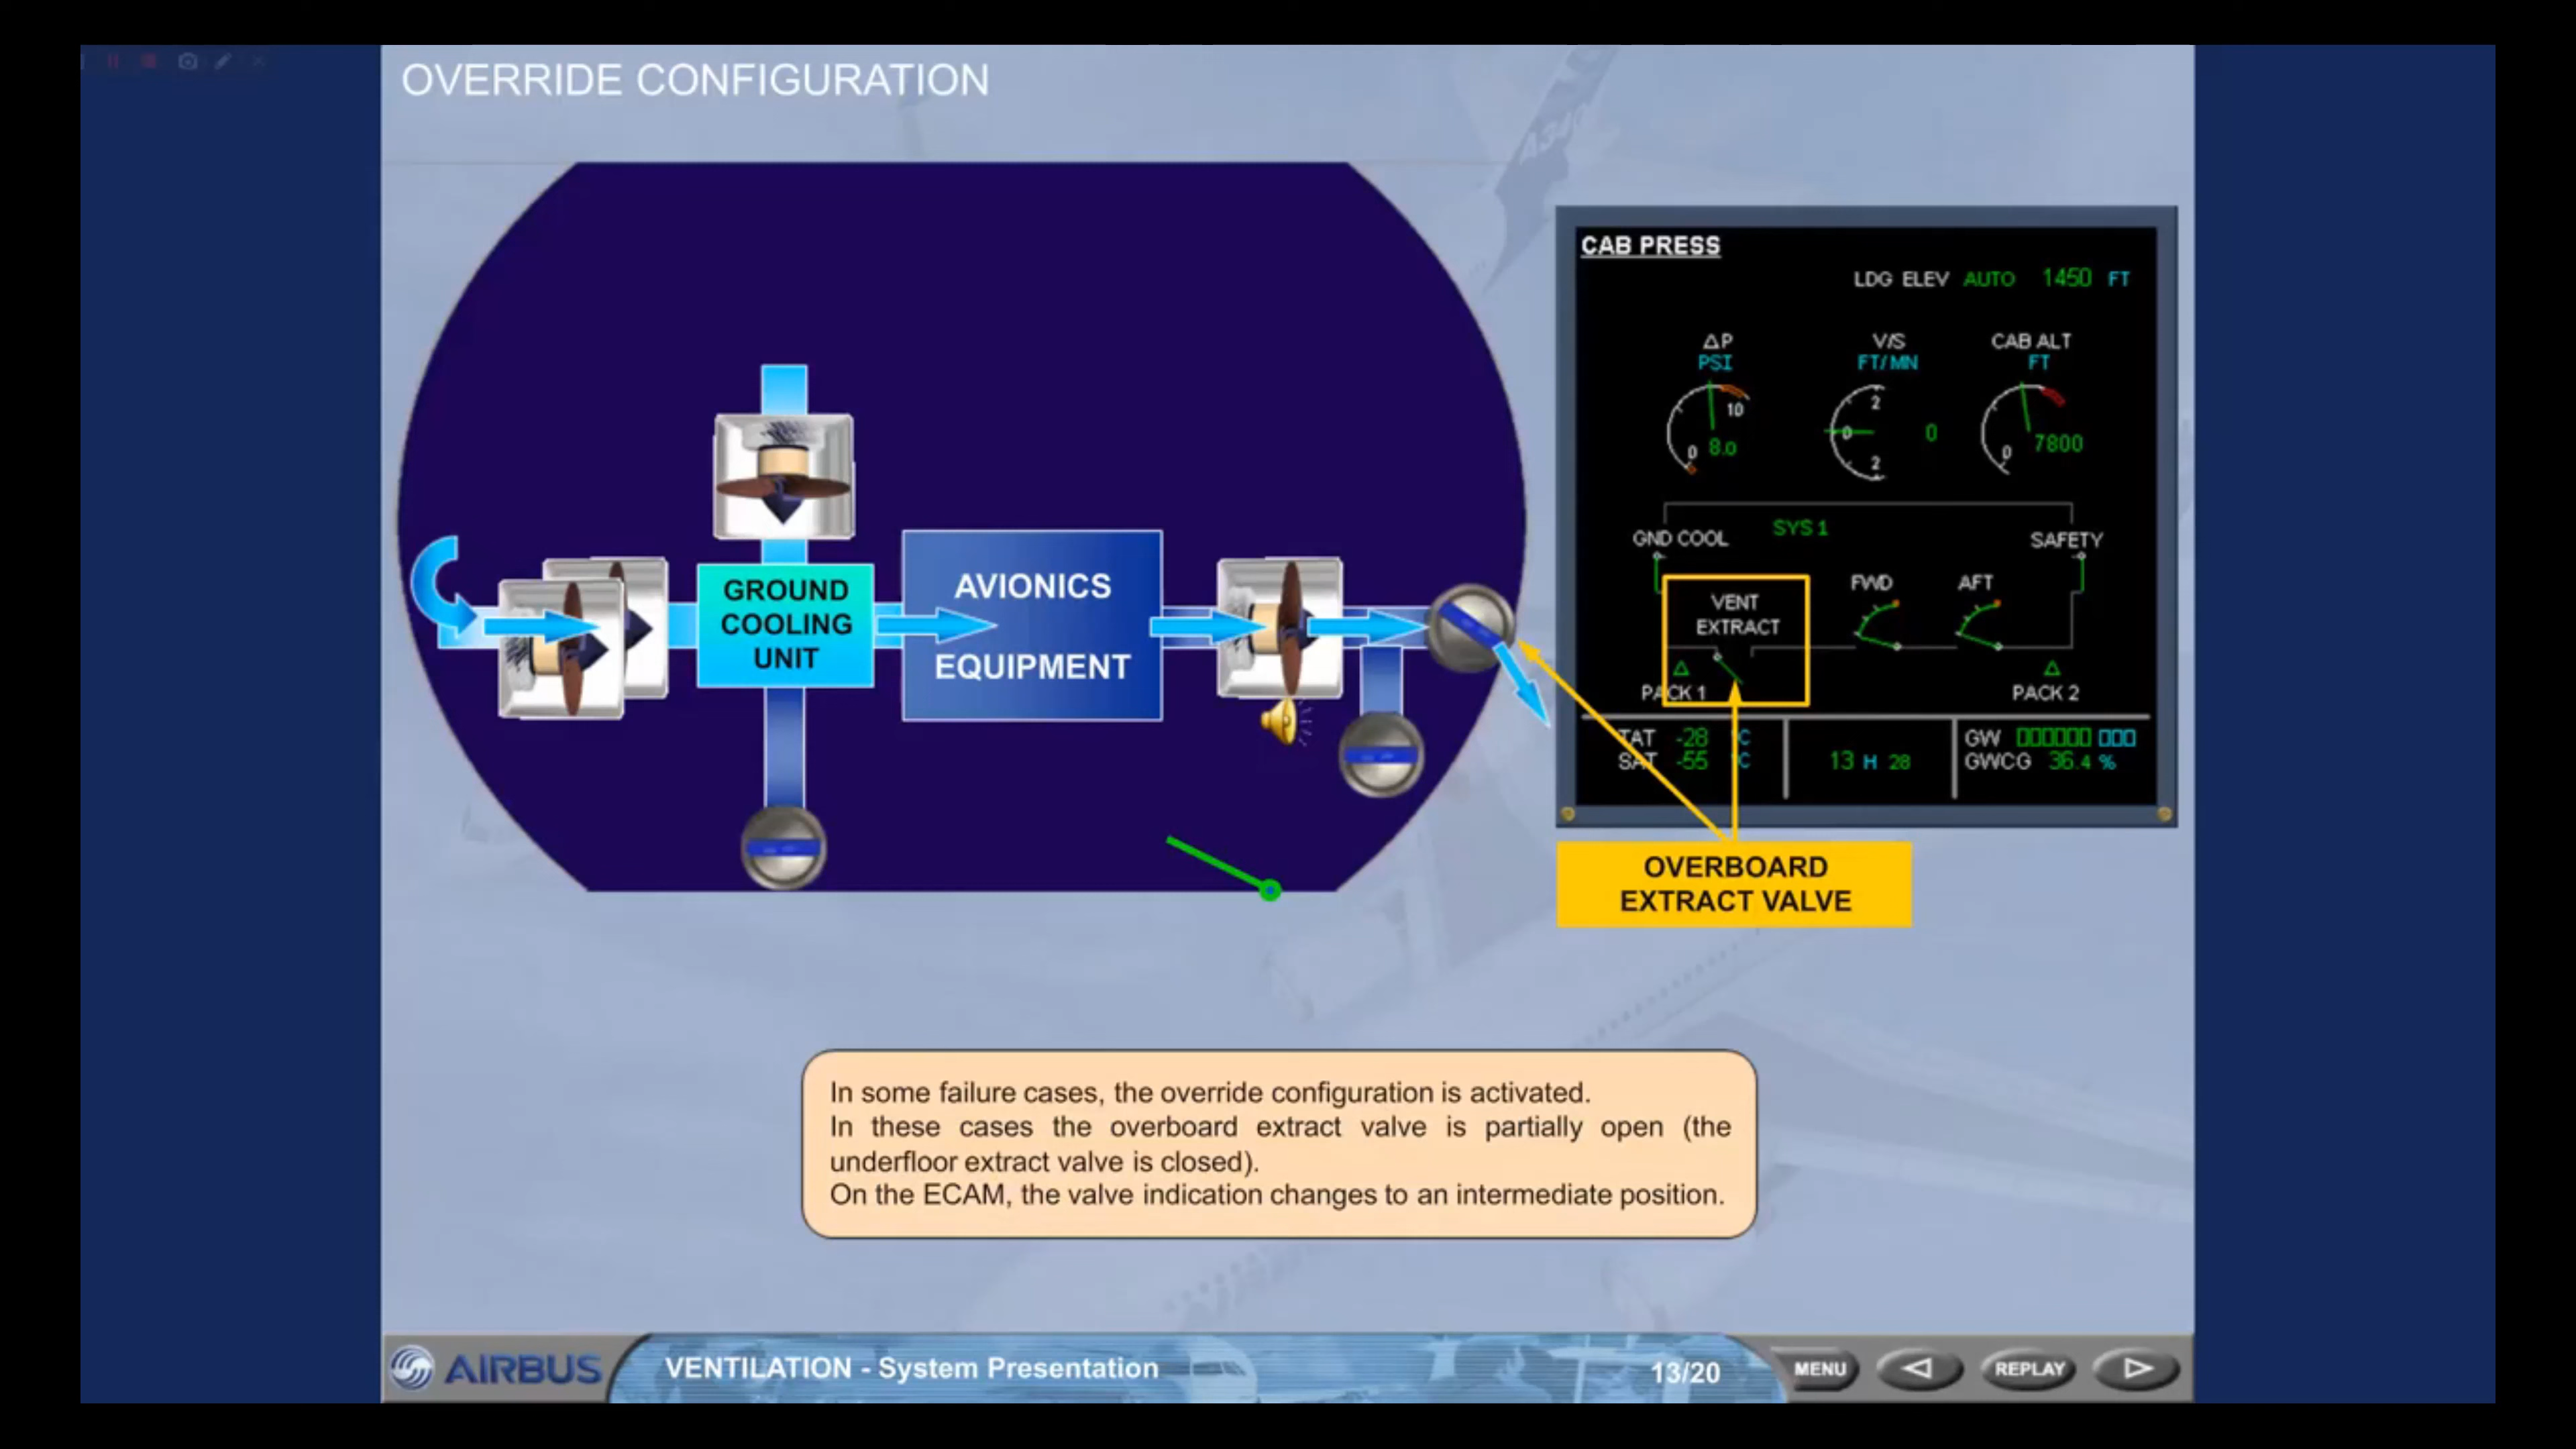 OVERRIDE CONFIGURATION
A340
CAB PRESS
LDG ELEV AUTO 1450 FT
ΔP
PSI
10
0
8.0
V/S
FT/MN
2
0
0
2
CAB ALT
FT
0
7800
GND COOL
SYS 1
SAFETY
VENT
EXTRACT
FWD
AFT
PACK 1
PACK 2
TAT -28 °C
SAT -55 °C
13 H 28
GW
GWCG 36.4 %
GROUND
COOLING
UNIT
AVIONICS
EQUIPMENT
OVERBOARD
EXTRACT VALVE
In some failure cases, the override configuration is activated.
In these cases the overboard extract valve is partially open (the
underfloor extract valve is closed).
On the ECAM, the valve indication changes to an intermediate position.
AIRBUS
VENTILATION - System Presentation
13/20
MENU
REPLAY